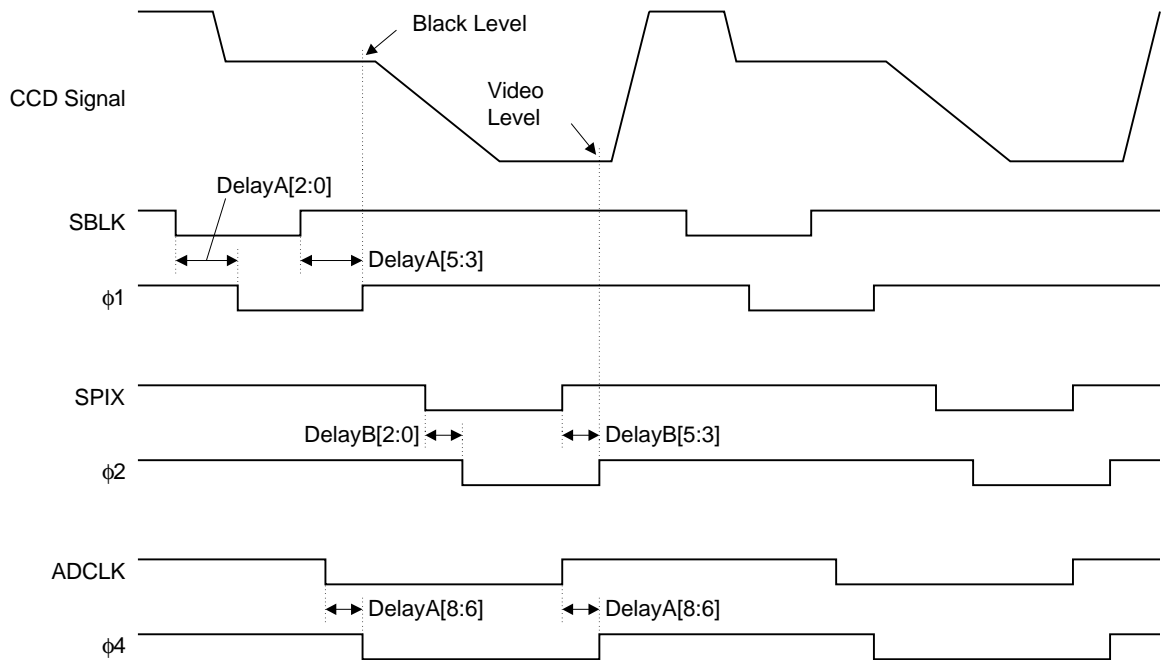 Black Level
CCD Signal
Video
Level
DelayA[2:0]
SBLK
DelayA[5:3]
ϕ1
SPIX
DelayB[2:0]
DelayB[5:3]
ϕ2
ADCLK
DelayA[8:6]
DelayA[8:6]
ϕ4